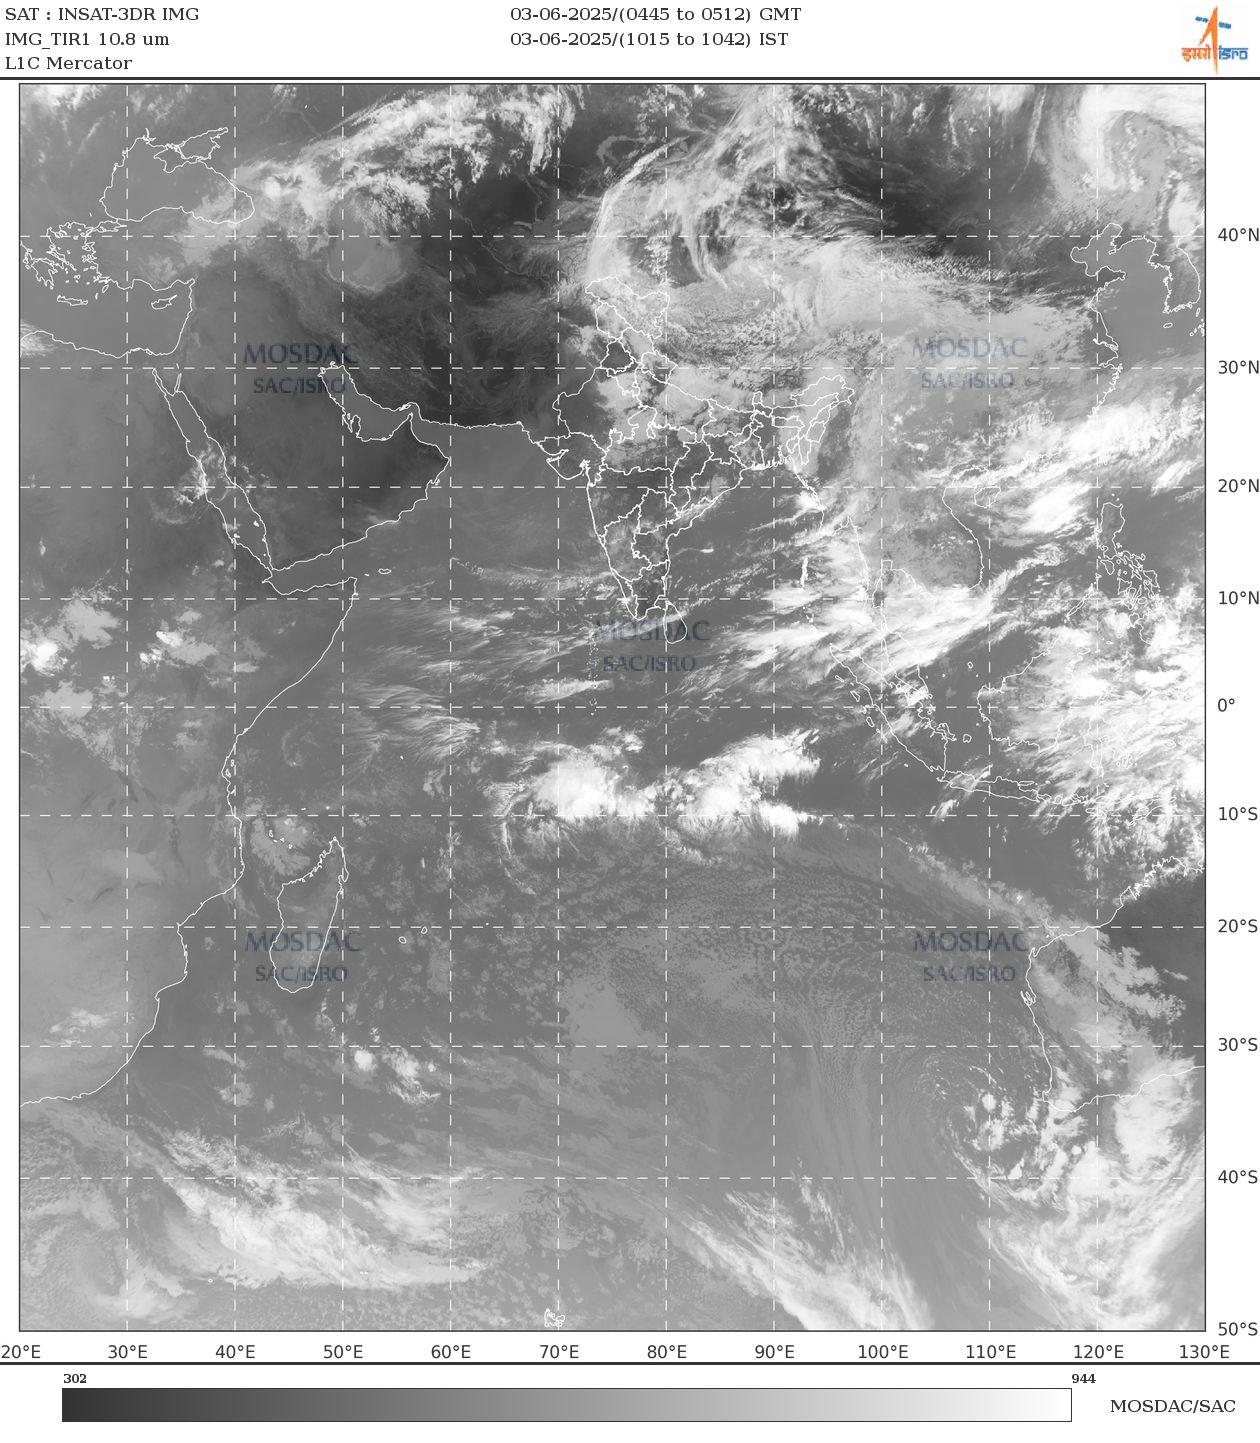 SAT : INSAT-3DR IMG
03-06-2025/(0445 to 0512) GMT
IMG_TIR1 10.8 um
03-06-2025/(1015 to 1042) IST
L1C Mercator
इसरो isro
40°N
MOSDAC
SAC/ISRO
MOSDAC
SAC/ISRO
30°N
20°N
10°N
MOSDAC
SAC/ISRO
0°
10°S
20°S
MOSDAC
SAC/ISRO
MOSDAC
SAC/ISRO
30°S
40°S
50°S
20°E 30°E 40°E 50°E 60°E 70°E 80°E 90°E 100°E 110°E 120°E 130°E
302 944
MOSDAC/SAC